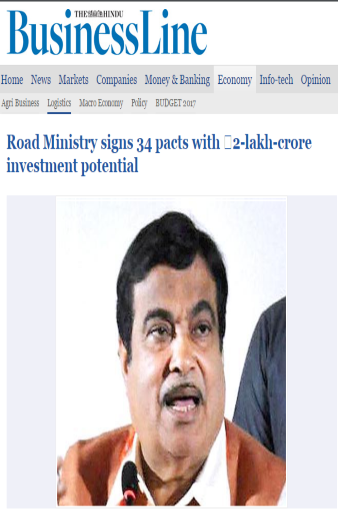 THE HINDU
BusinessLine
Home News Markets Companies Money & Banking Economy Info-tech Opinion
Agri Business Logistics Macro Economy Policy BUDGET 2017
Road Ministry signs 34 pacts with 2-lakh-crore
investment potential